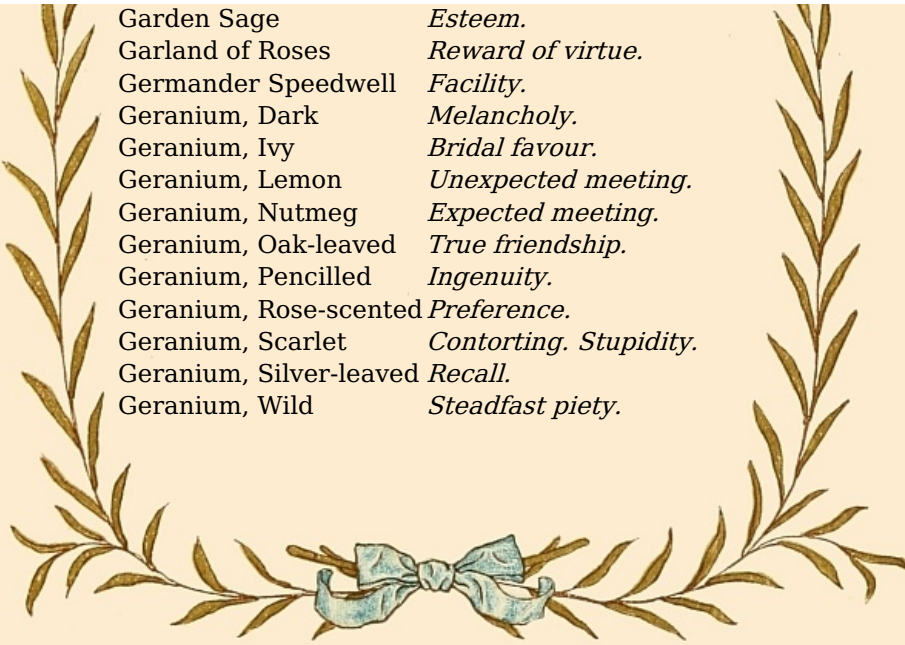 Garden Sage Esteem.
Garland of Roses Reward of virtue.
Germander Speedwell Facility.
Geranium, Dark Melancholy.
Geranium, Ivy Bridal favour.
Geranium, Lemon Unexpected meeting.
Geranium, Nutmeg Expected meeting.
Geranium, Oak-leaved True friendship.
Geranium, Pencilled Ingenuity.
Geranium, Rose-scented Preference.
Geranium, Scarlet Contorting. Stupidity.
Geranium, Silver-leaved Recall.
Geranium, Wild Steadfast piety.